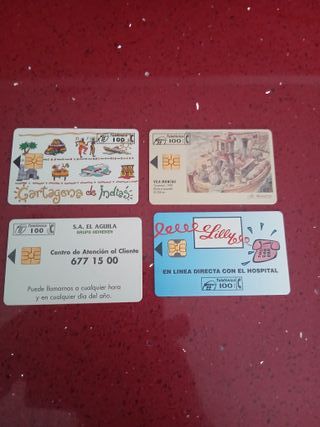 Telefónica
100
Cartagena de Indias
Telefónica
100
VILA MANCAT
Telefónica
100
S.A. EL AGUILA
GRUPO HEINEKEN
Centro de Atención al Cliente
677 15 00
Puede llamarnos a cualquier hora
y en cualquier día del año.
Lilly
EN LINEA DIRECTA CON EL HOSPITAL
Telefónica
100